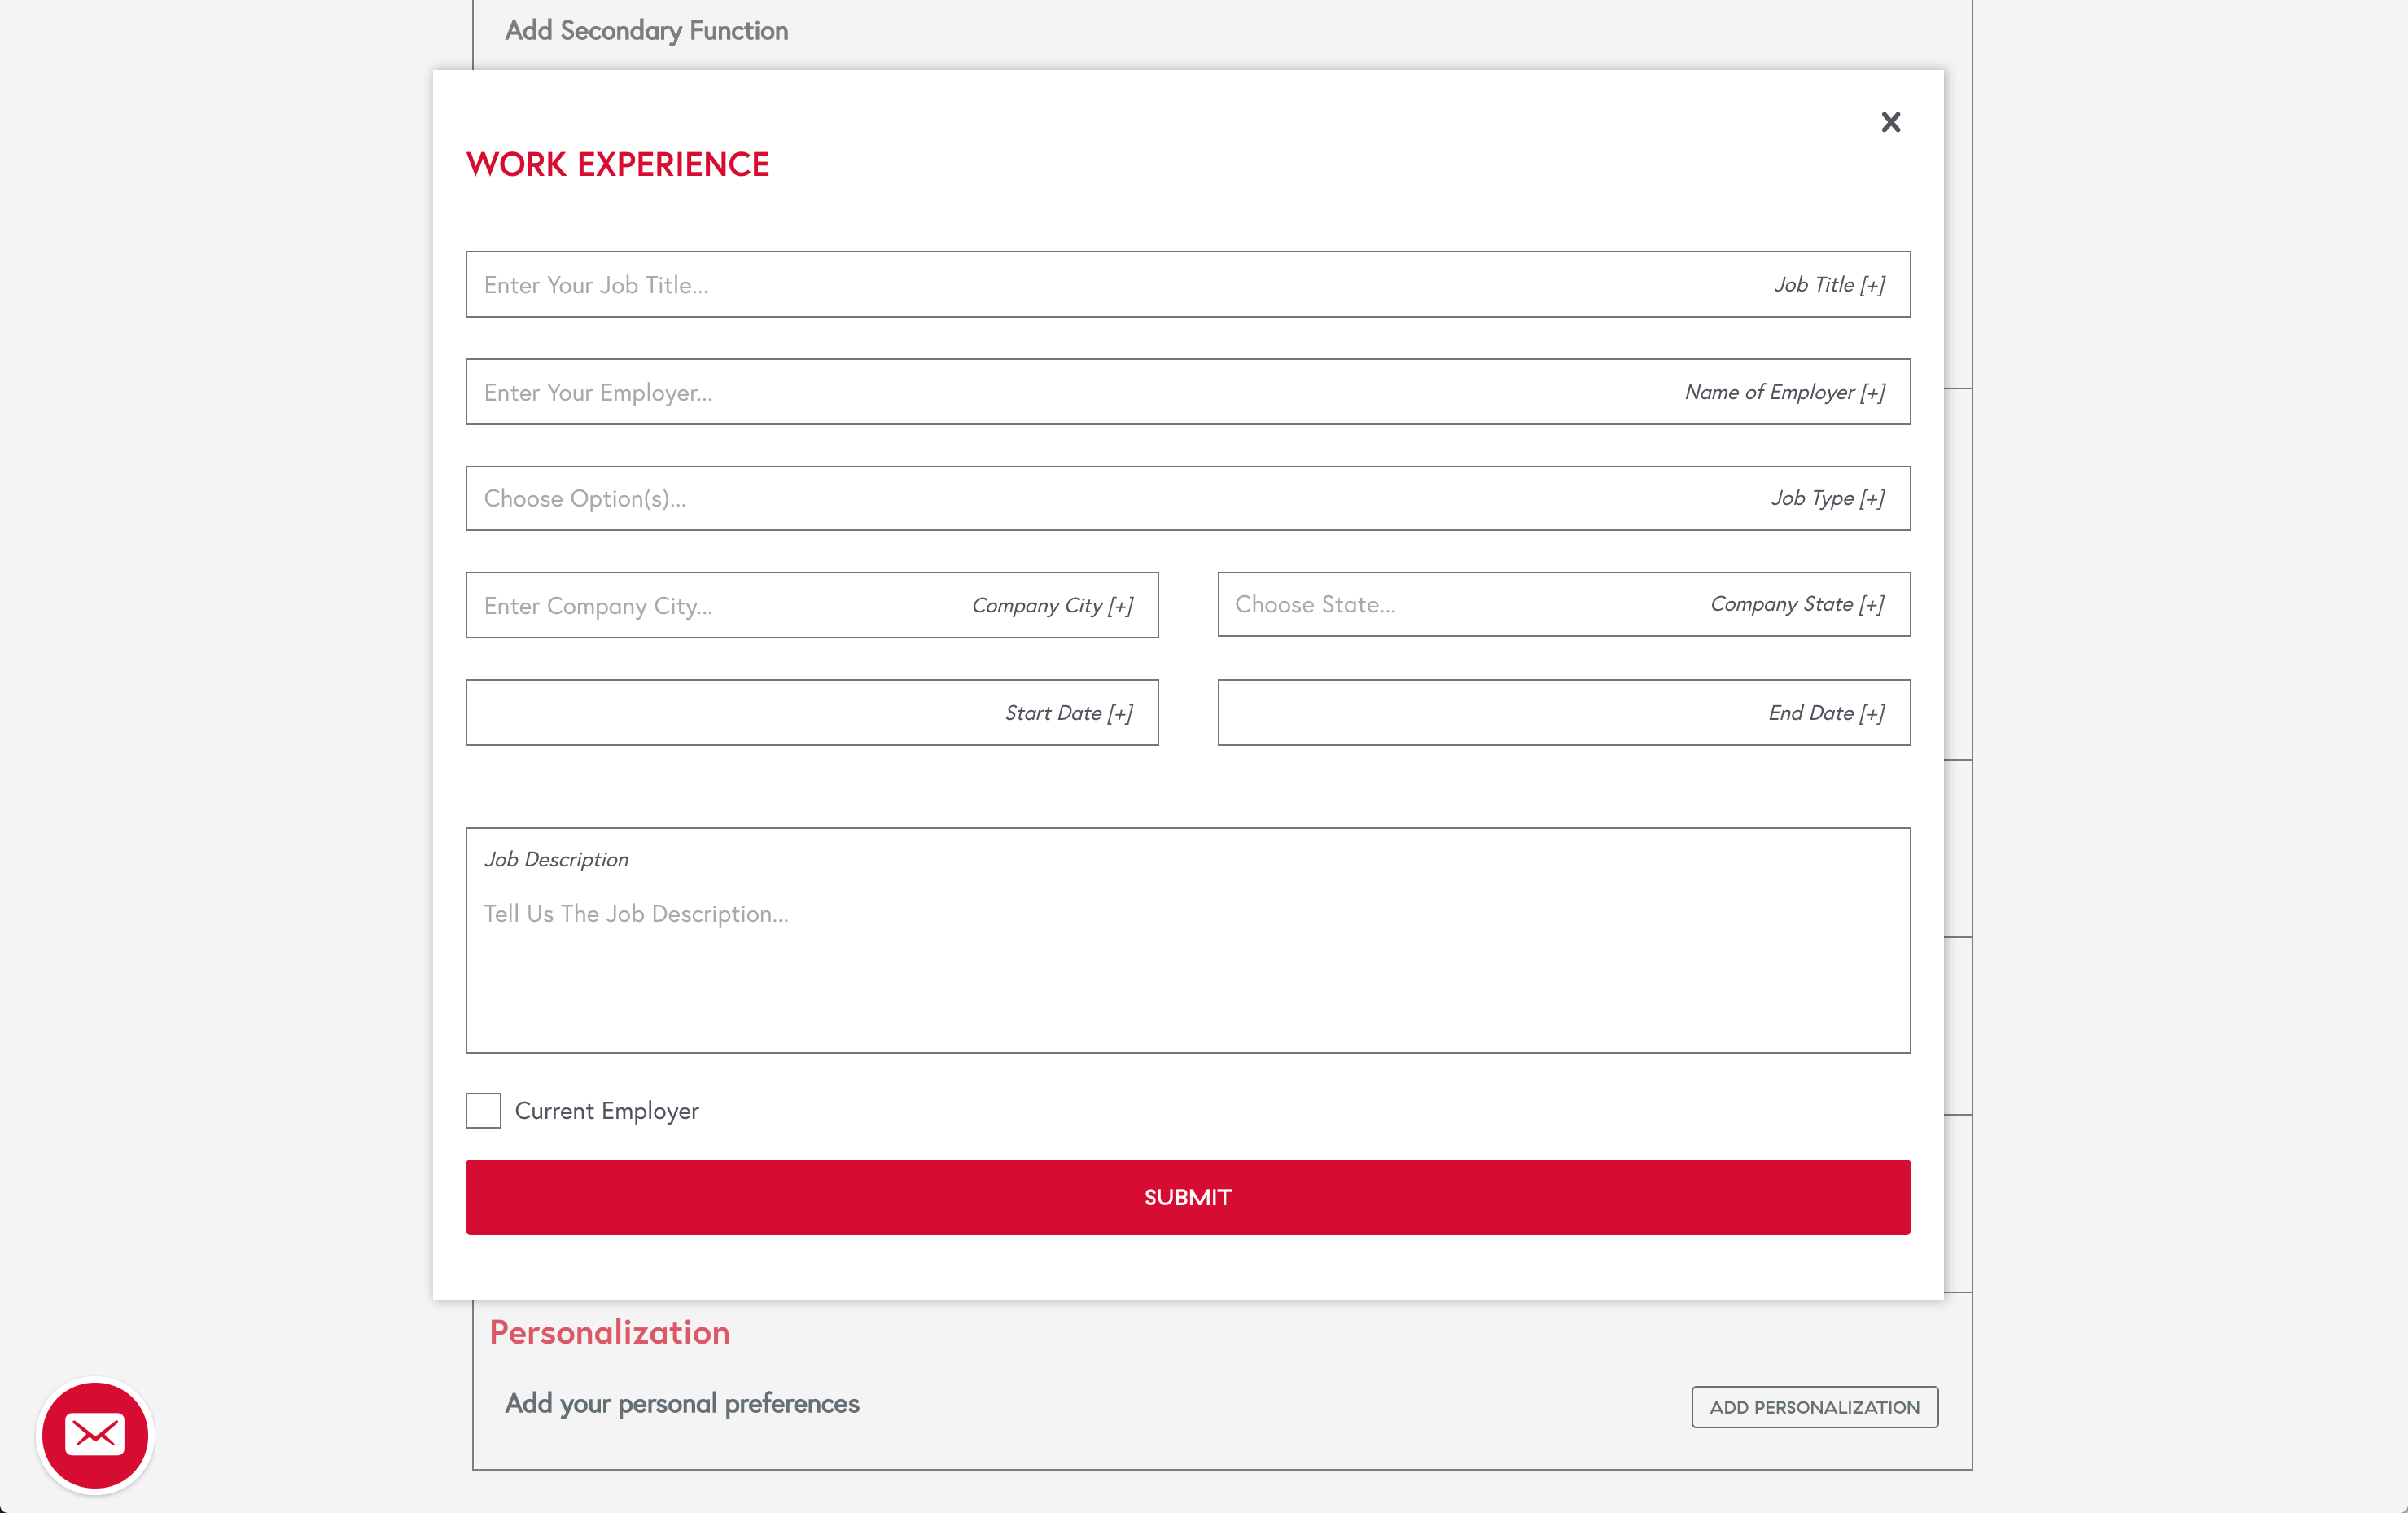 Add Secondary Function
WORK EXPERIENCE
Enter Your Job Title... Job Title [+]
Enter Your Employer... Name of Employer [+]
Choose Option(s)... Job Type [+]
Enter Company City... Company City [+] Choose State... Company State [+]
Start Date [+] End Date [+]
Job Description
Tell Us The Job Description...
Current Employer
SUBMIT
Personalization
Add your personal preferences ADD PERSONALIZATION